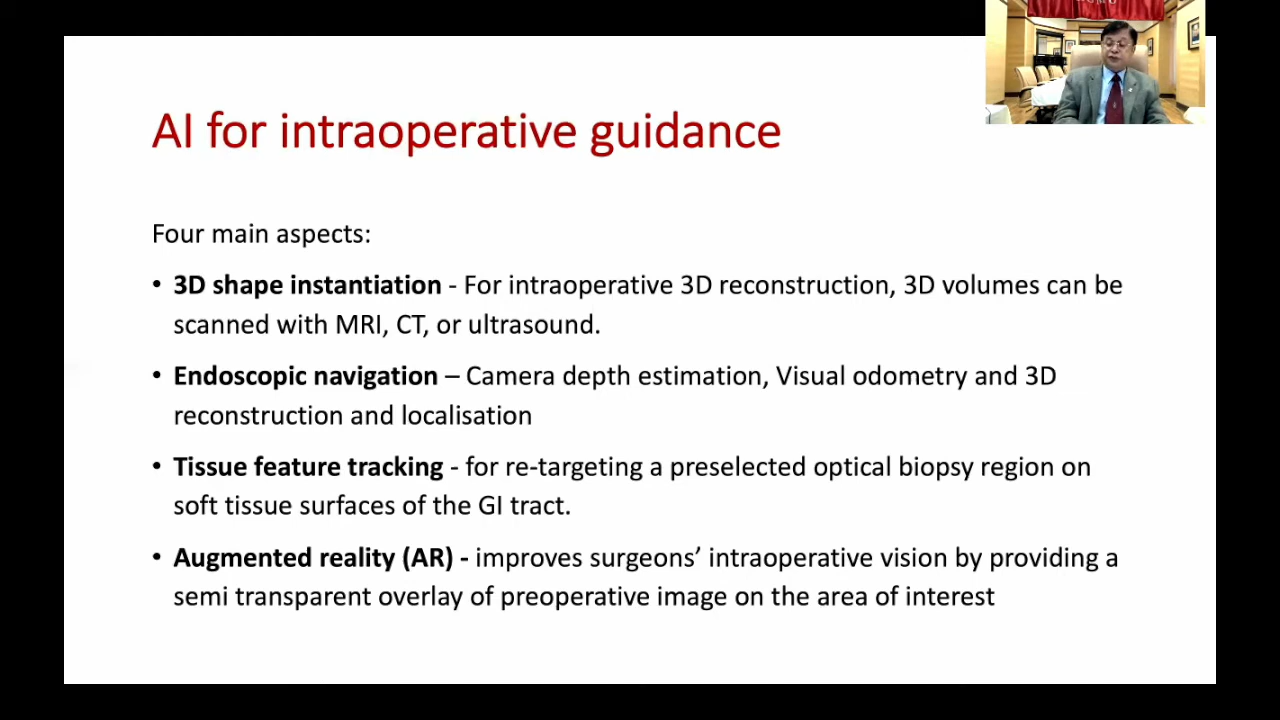 AI for intraoperative guidance
Four main aspects:
• 3D shape instantiation - For intraoperative 3D reconstruction, 3D volumes can be
scanned with MRI, CT, or ultrasound.
• Endoscopic navigation – Camera depth estimation, Visual odometry and 3D
reconstruction and localisation
• Tissue feature tracking - for re-targeting a preselected optical biopsy region on
soft tissue surfaces of the GI tract.
• Augmented reality (AR) - improves surgeons’ intraoperative vision by providing a
semi transparent overlay of preoperative image on the area of interest